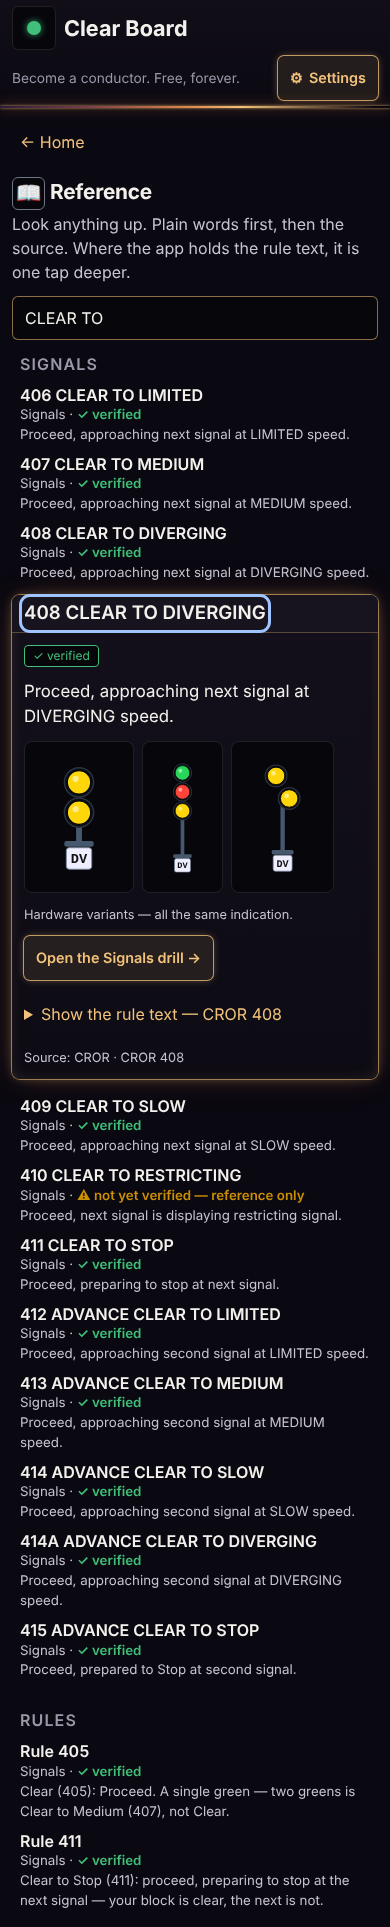 Clear Board
Become a conductor. Free, forever.
⚙ Settings
← Home
📖 Reference
Look anything up. Plain words first, then the
source. Where the app holds the rule text, it is
one tap deeper.
CLEAR TO
SIGNALS
406 CLEAR TO LIMITED
Signals · ✓ verified
Proceed, approaching next signal at LIMITED speed.
407 CLEAR TO MEDIUM
Signals · ✓ verified
Proceed, approaching next signal at MEDIUM speed.
408 CLEAR TO DIVERGING
Signals · ✓ verified
Proceed, approaching next signal at DIVERGING speed.
408 CLEAR TO DIVERGING
✓ verified
Proceed, approaching next signal at
DIVERGING speed.
DV DV DV
Hardware variants — all the same indication.
Open the Signals drill →
▶ Show the rule text — CROR 408
Source: CROR · CROR 408
409 CLEAR TO SLOW
Signals · ✓ verified
Proceed, approaching next signal at SLOW speed.
410 CLEAR TO RESTRICTING
Signals · ⚠ not yet verified — reference only
Proceed, next signal is displaying restricting signal.
411 CLEAR TO STOP
Signals · ✓ verified
Proceed, preparing to stop at next signal.
412 ADVANCE CLEAR TO LIMITED
Signals · ✓ verified
Proceed, approaching second signal at LIMITED speed.
413 ADVANCE CLEAR TO MEDIUM
Signals · ✓ verified
Proceed, approaching second signal at MEDIUM
speed.
414 ADVANCE CLEAR TO SLOW
Signals · ✓ verified
Proceed, approaching second signal at SLOW speed.
414A ADVANCE CLEAR TO DIVERGING
Signals · ✓ verified
Proceed, approaching second signal at DIVERGING
speed.
415 ADVANCE CLEAR TO STOP
Signals · ✓ verified
Proceed, prepared to Stop at second signal.
RULES
Rule 405
Signals · ✓ verified
Clear (405): Proceed. A single green — two greens is
Clear to Medium (407), not Clear.
Rule 411
Signals · ✓ verified
Clear to Stop (411): proceed, preparing to stop at the
next signal — your block is clear, the next is not.